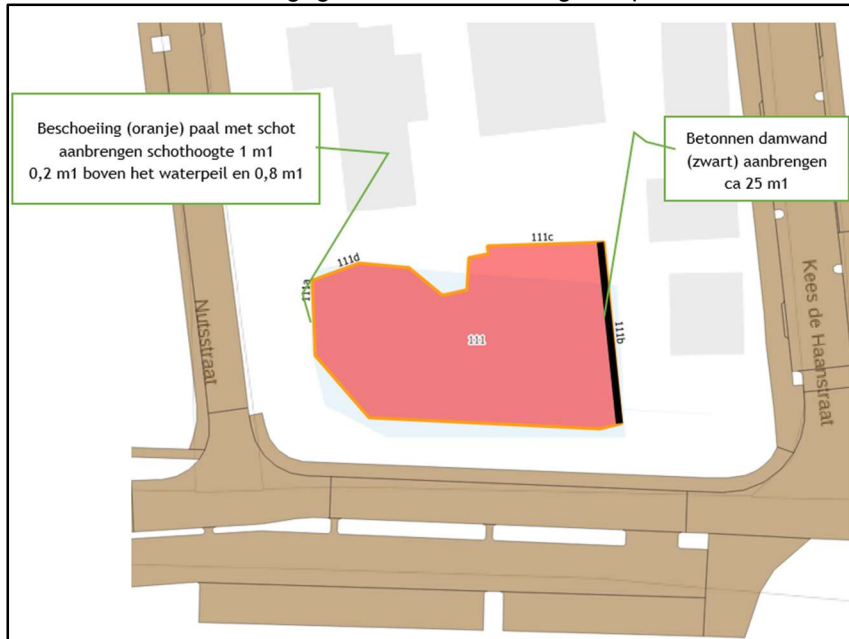 Beschoeiing (oranje) paal met schot
aanbrengen schothoogte 1 m1
0,2 m1 boven het waterpeil en 0,8 m1
Betonnen damwand
(zwart) aanbrengen
ca 25 m1
111c
111d
111a
111
111b
Nutsstraat
Kees de Haanstraat